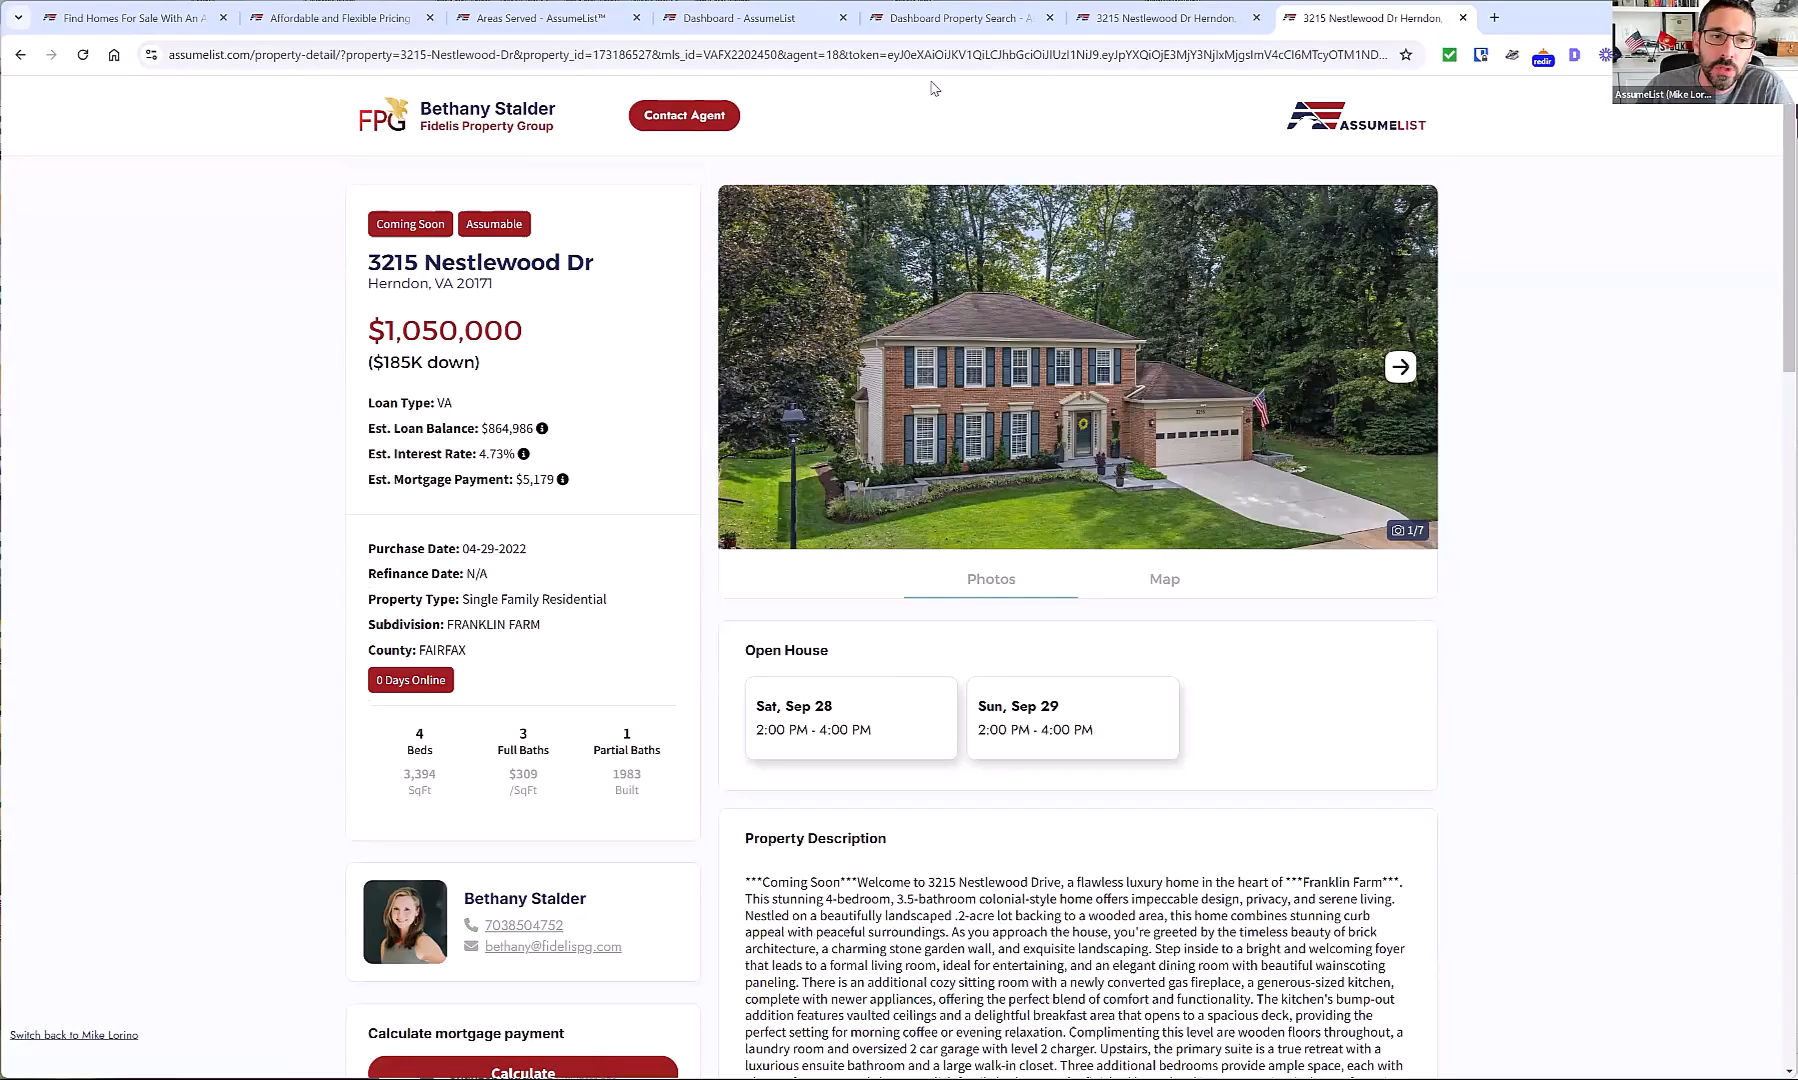 Find Homes For Sale With An A
Affordable and Flexible Pricing
Areas Served - AssumeList™
Dashboard - AssumeList
Dashboard Property Search - A
3215 Nestlewood Dr Herndon,
3215 Nestlewood Dr Herndon,
assumelist.com/property-detail/?property=3215-Nestlewood-Dr&property_id=173186527&mls_id=VAFX2202450&agent=18&token=eyJ0eXAiOiJKV1QiLCJhbGciOiJIUzI1NiJ9.eyJpYXQiOjE3MjY3NjIxMjgsImV4cCI6MTcyOTM1ND...
redir
D
AssumeList (Mike Lor...
FPG
Bethany Stalder
Fidelis Property Group
Contact Agent
ASSUMELIST
Coming Soon
Assumable
3215 Nestlewood Dr
Herndon, VA 20171
$1,050,000
($185K down)
Loan Type: VA
Est. Loan Balance: $864,986
Est. Interest Rate: 4.73%
Est. Mortgage Payment: $5,179
Purchase Date: 04-29-2022
Refinance Date: N/A
Property Type: Single Family Residential
Subdivision: FRANKLIN FARM
County: FAIRFAX
0 Days Online
4 3 1
Beds Full Baths Partial Baths
3,394 $309 1983
SqFt /SqFt Built
Bethany Stalder
7038504752
bethany@fidelispg.com
Calculate mortgage payment
Calculate
Switch back to Mike Lorino
1/7
Photos
Map
Open House
Sat, Sep 28
2:00 PM - 4:00 PM
Sun, Sep 29
2:00 PM - 4:00 PM
Property Description
***Coming Soon***Welcome to 3215 Nestlewood Drive, a flawless luxury home in the heart of ***Franklin Farm***.
This stunning 4-bedroom, 3.5-bathroom colonial-style home offers impeccable design, privacy, and serene living.
Nestled on a beautifully landscaped .2-acre lot backing to a wooded area, this home combines stunning curb
appeal with peaceful surroundings. As you approach the house, you're greeted by the timeless beauty of brick
architecture, a charming stone garden wall, and exquisite landscaping. Step inside to a bright and welcoming foyer
that leads to a formal living room, ideal for entertaining, and an elegant dining room with beautiful wainscoting
paneling. There is an additional cozy sitting room with a newly converted gas fireplace, a generous-sized kitchen,
complete with newer appliances, offering the perfect blend of comfort and functionality. The kitchen's bump-out
addition features vaulted ceilings and a delightful breakfast area that opens to a spacious deck, providing the
perfect setting for morning coffee or evening relaxation. Complimenting this level are wooden floors throughout, a
laundry room and oversized 2 car garage with level 2 charger. Upstairs, the primary suite is a true retreat with a
luxurious ensuite bathroom and a large walk-in closet. Three additional bedrooms provide ample space, each with